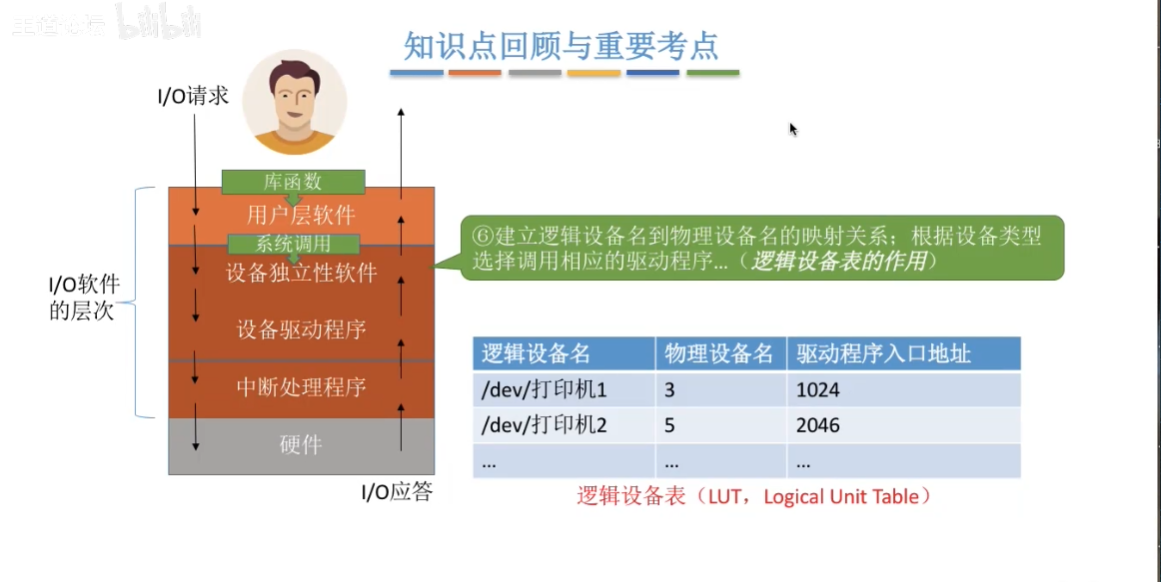 王道论坛 bilibili
知识点回顾与重要考点
I/O请求
库函数
用户层软件
系统调用
设备独立性软件
设备驱动程序
中断处理程序
硬件
I/O应答
I/O软件
的层次
⑥建立逻辑设备名到物理设备名的映射关系；根据设备类型
选择调用相应的驱动程序…（逻辑设备表的作用）
逻辑设备名 物理设备名 驱动程序入口地址
/dev/打印机1 3 1024
/dev/打印机2 5 2046
... ... ...
逻辑设备表（LUT，Logical Unit Table）